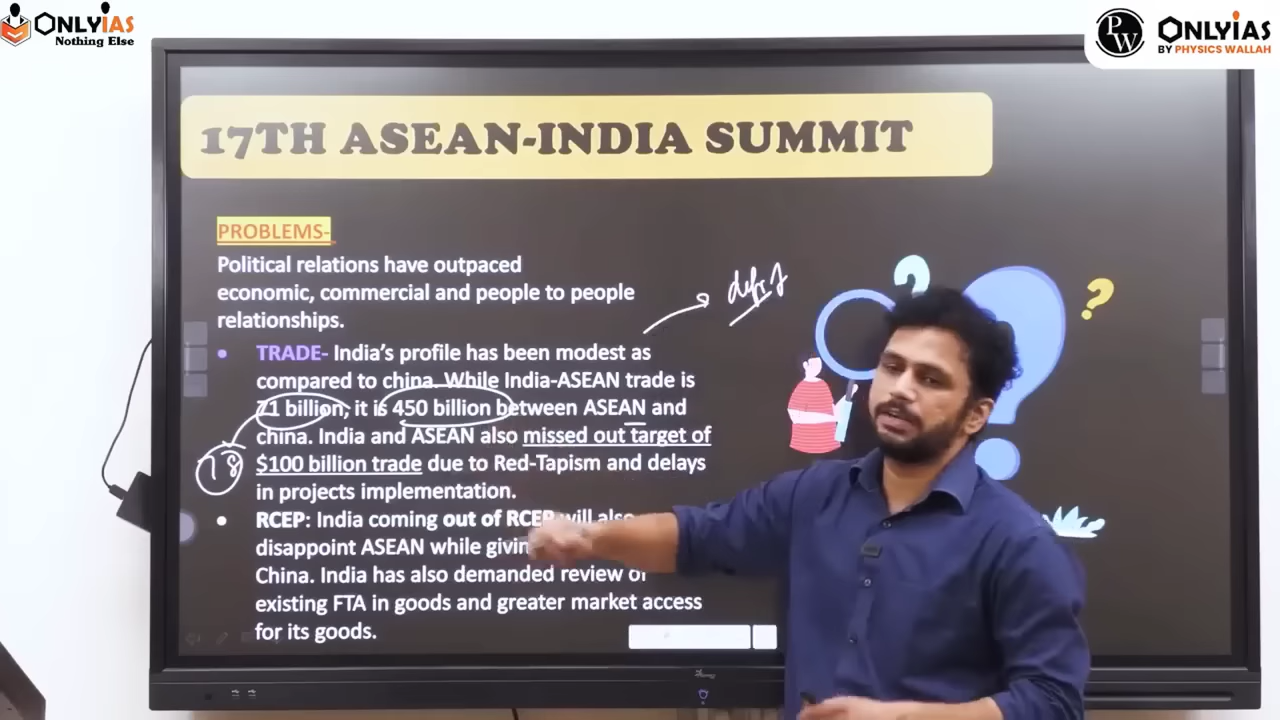 ONLYIAS
Nothing Else
PW
ONLYIAS
BY PHYSICS WALLAH
17TH ASEAN-INDIA SUMMIT
PROBLEMS-
Political relations have outpaced
economic, commercial and people to people
relationships.
• TRADE- India's profile has been modest as
compared to china. While India-ASEAN trade is
71 billion, it is 450 billion between ASEAN and
china. India and ASEAN also missed out target of
$100 billion trade due to Red-Tapism and delays
in projects implementation.
18
• RCEP: India coming out of RCEP will also
disappoint ASEAN while
China. India has also demanded review of
existing FTA in goods and greater market access
for its goods.